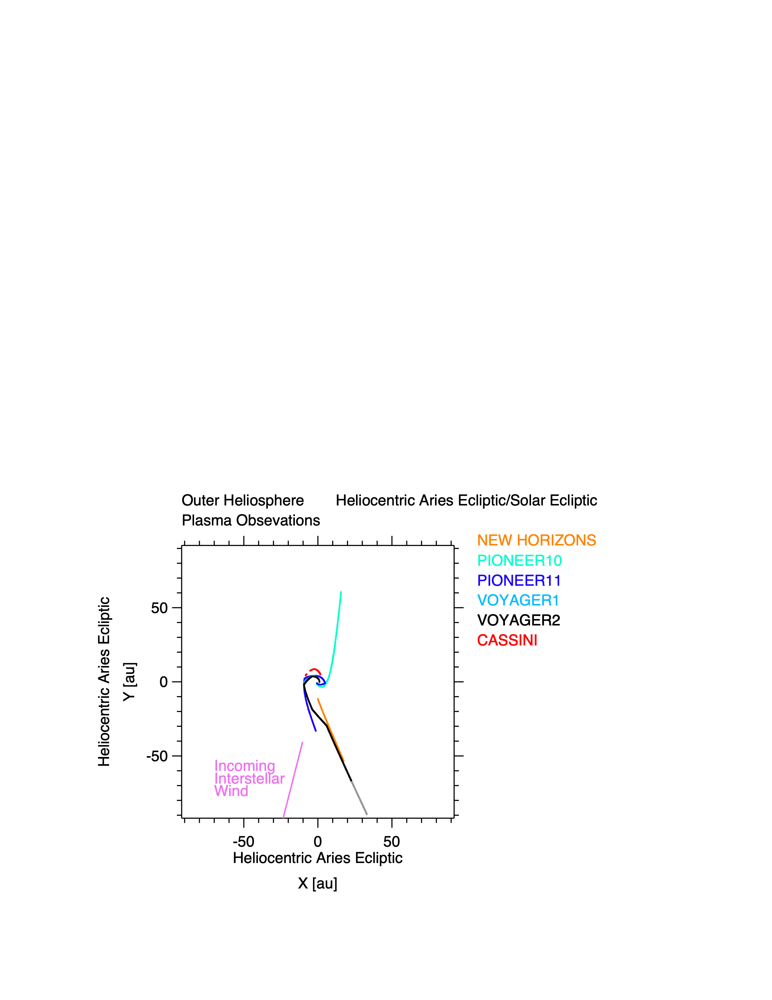 Outer Heliosphere
Heliocentric Aries Ecliptic/Solar Ecliptic
Plasma Obsevations
NEW HORIZONS
PIONEER10
PIONEER11
VOYAGER1
VOYAGER2
CASSINI
Heliocentric Aries Ecliptic
Y [au]
50
0
-50
Incoming
Interstellar
Wind
-50
0
50
Heliocentric Aries Ecliptic
X [au]